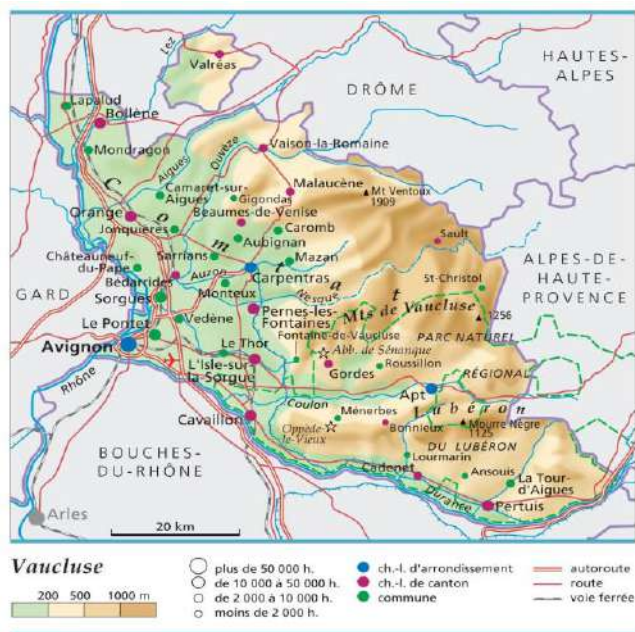 HAUTES-
ALPES
Lez
Valréas
DRÔME
Lapalud
Bollène
Mondragon
Aigues
Ouvèze
Vaison-la-Romaine
Malaucène
Mt Ventoux
1909
Camaret-sur-
Aigues
Gigondas
Orange
Beaumes-de-Venise
Caromb
Jonquières
Aubignan
Sault
Comtat
Châteauneuf-
du-Pape
Sarrians
Mazan
ALPES-DE-
HAUTE-
PROVENCE
Auzon
Carpentras
St-Christol
Bédarrides
GARD
Sorgues
Monteux
Nesque
Mts de Vaucluse
1256
Pernes-les-
Fontaines
Le Pontet
Vedène
Fontaine-de-Vaucluse
PARC NATUREL
Avignon
Le Thor
Abb. de Sénanque
Roussillon
RÉGIONAL
Gordes
L'Isle-sur-
la-Sorgue
Rhône
Apt
Coulon
Lubéron
Cavaillon
Ménerbes
Oppède-
le-Vieux
Bonnieux
Mourre Nègre
1125
BOUCHES-
DU-RHÔNE
DU LUBÉRON
Lourmarin
Cadenet
Ansouis
La Tour-
d'Aigues
Durance
Pertuis
Arles
20 km
Vaucluse
200 500 1000 m
plus de 50 000 h.
de 10 000 à 50 000 h.
de 2 000 à 10 000 h.
moins de 2 000 h.
ch.-l. d'arrondissement
ch.-l. de canton
commune
autoroute
route
voie ferrée